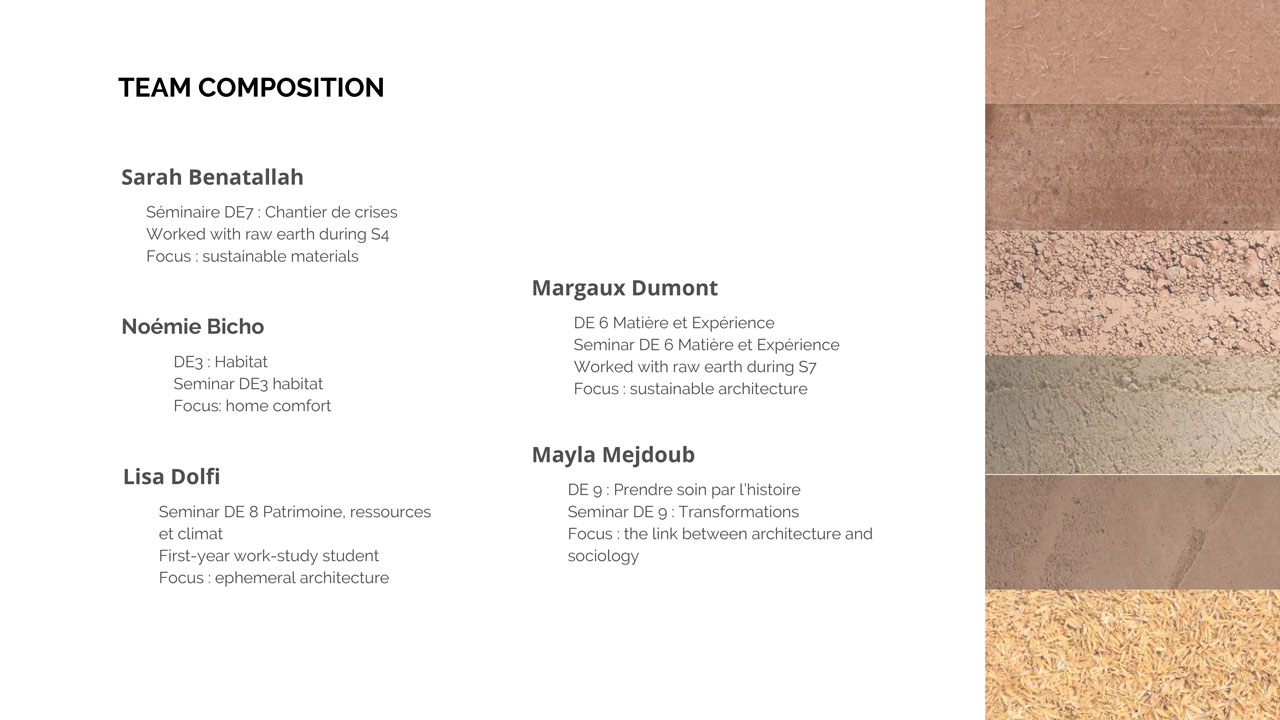 TEAM COMPOSITION
Sarah Benatallah
Séminaire DE7 : Chantier de crises
Worked with raw earth during S4
Focus : sustainable materials
Noémie Bicho
DE3 : Habitat
Seminar DE3 habitat
Focus: home comfort
Lisa Dolfi
Seminar DE 8 Patrimoine, ressources
et climat
First-year work-study student
Focus : ephemeral architecture
Margaux Dumont
DE 6 Matière et Expérience
Seminar DE 6 Matière et Expérience
Worked with raw earth during S7
Focus : sustainable architecture
Mayla Mejdoub
DE 9 : Prendre soin par l'histoire
Seminar DE 9 : Transformations
Focus : the link between architecture and
sociology